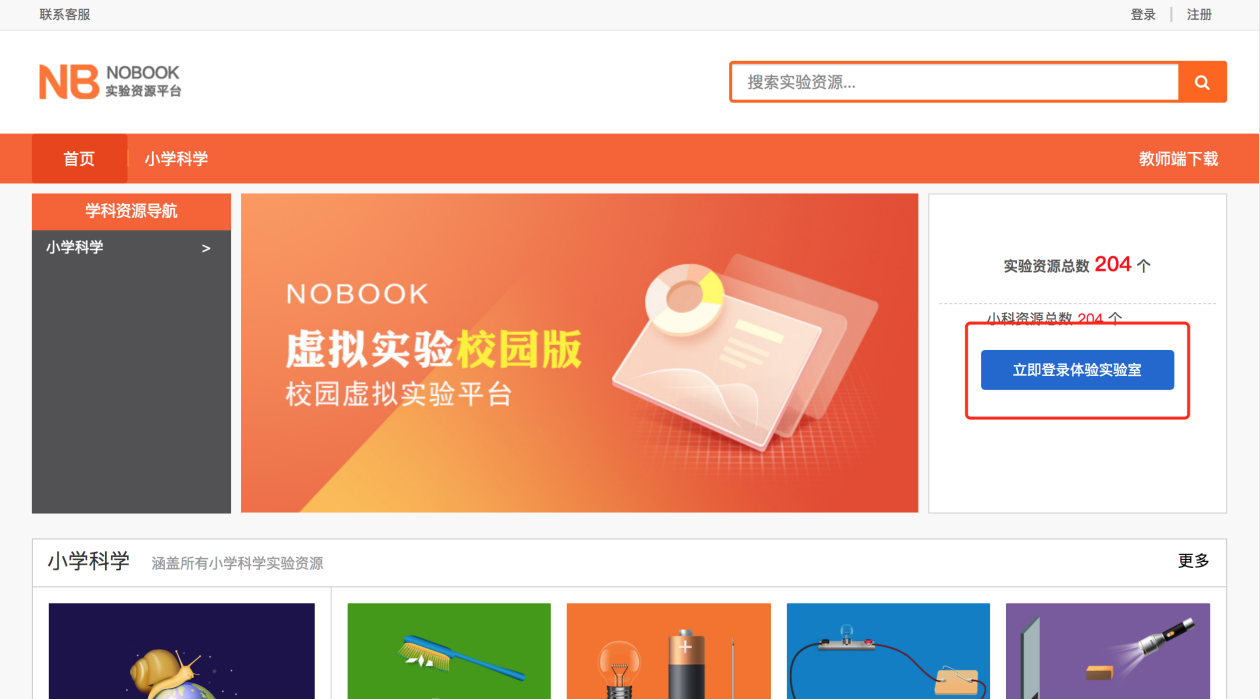 联系客服
登录 | 注册
NB NOBOOK
实验资源平台
搜索实验资源...
首页
小学科学
教师端下载
学科资源导航
小学科学 >
NOBOOK
虚拟实验校园版
校园虚拟实验平台
实验资源总数 204 个
小科资源总数 204 个
立即登录体验实验室
小学科学 涵盖所有小学科学实验资源
更多